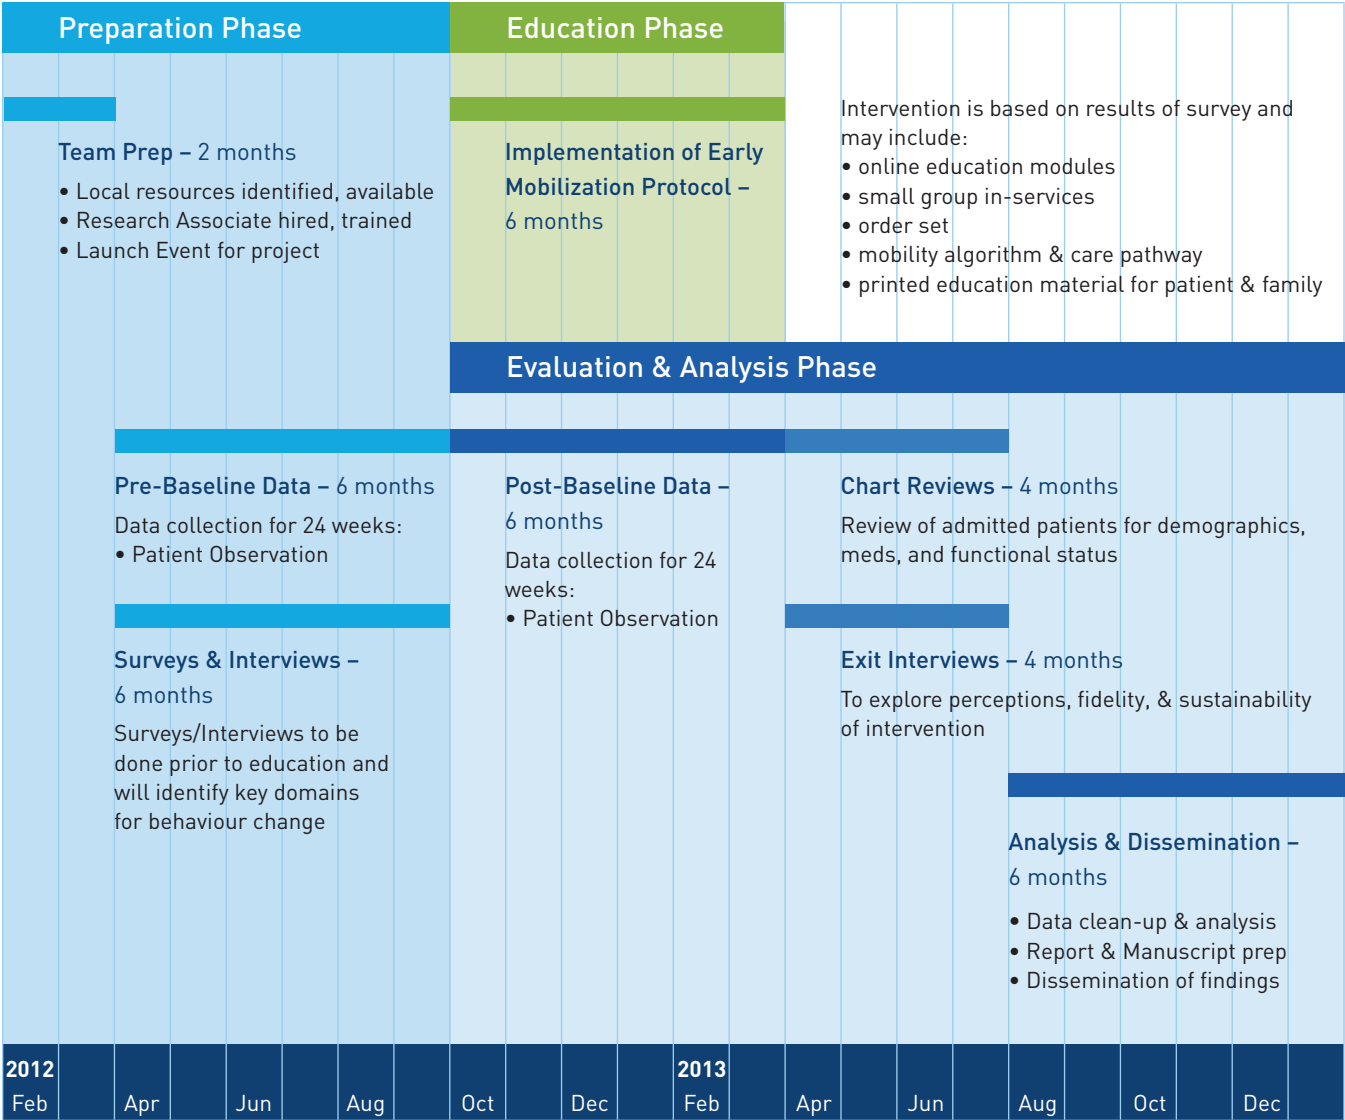 Preparation Phase
Education Phase
Team Prep – 2 months
• Local resources identified, available
• Research Associate hired, trained
• Launch Event for project
Implementation of Early
Mobilization Protocol –
6 months
Intervention is based on results of survey and
may include:
• online education modules
• small group in-services
• order set
• mobility algorithm & care pathway
• printed education material for patient & family
Evaluation & Analysis Phase
Pre-Baseline Data – 6 months
Data collection for 24 weeks:
• Patient Observation
Surveys & Interviews –
6 months
Surveys/Interviews to be
done prior to education and
will identify key domains
for behaviour change
Post-Baseline Data –
6 months
Data collection for 24
weeks:
• Patient Observation
Chart Reviews – 4 months
Review of admitted patients for demographics,
meds, and functional status
Exit Interviews – 4 months
To explore perceptions, fidelity, & sustainability
of intervention
Analysis & Dissemination –
6 months
• Data clean-up & analysis
• Report & Manuscript prep
• Dissemination of findings
2012 2013
Feb Apr Jun Aug Oct Dec Feb Apr Jun Aug Oct Dec